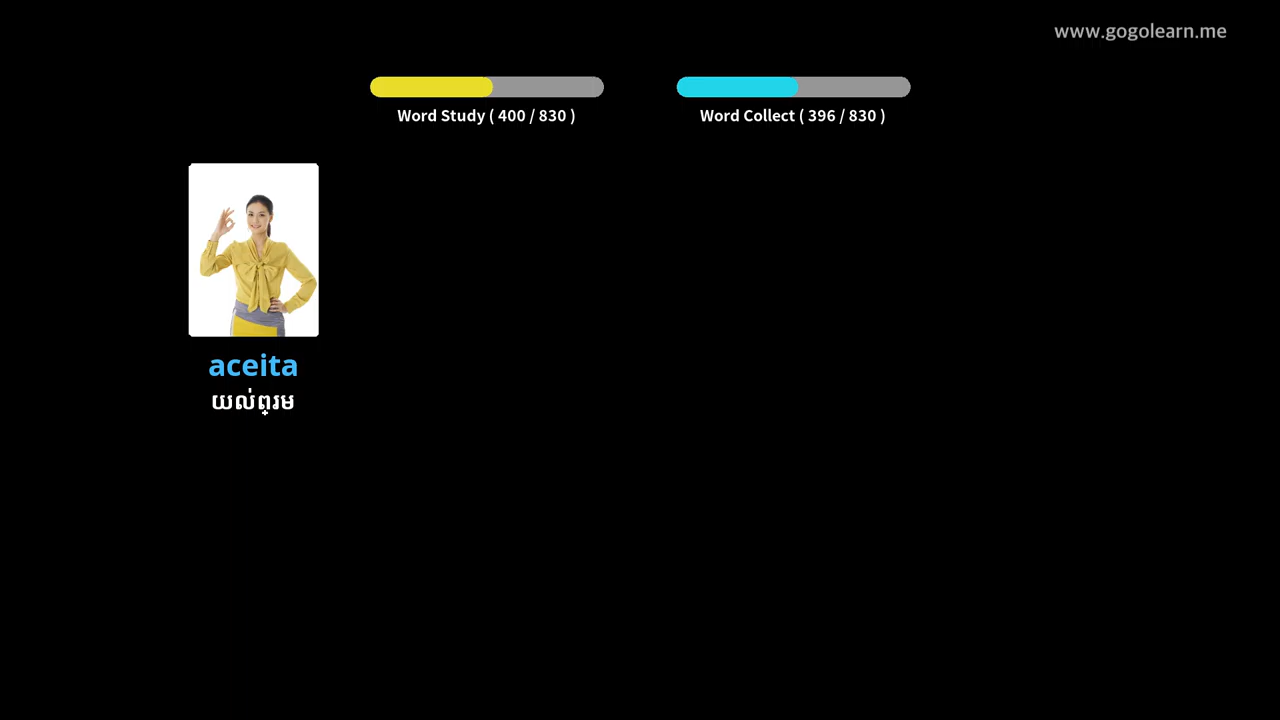 www.gogolearn.me
Word Study ( 400 / 830 )
Word Collect ( 396 / 830 )
aceita
យល់ព្រម